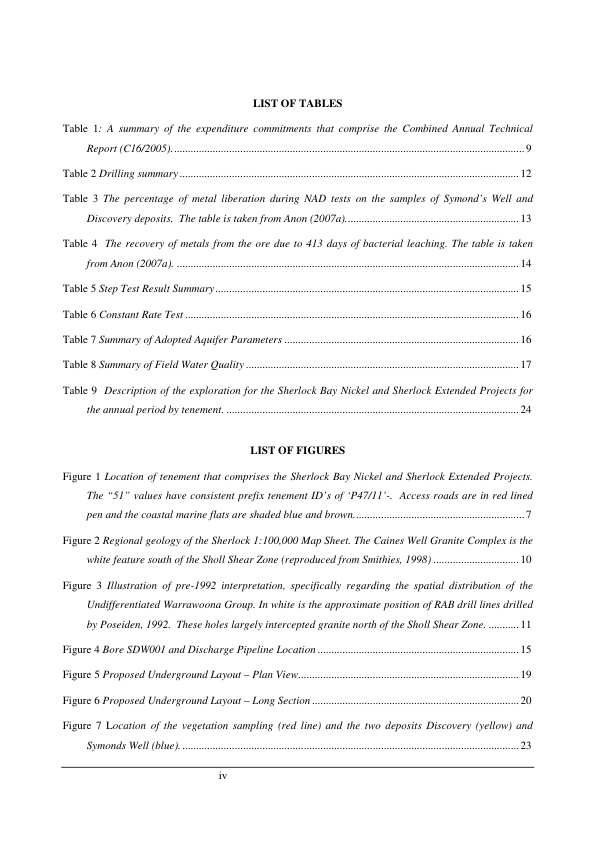 LIST OF TABLES
Table 1: A summary of the expenditure commitments that comprise the Combined Annual Technical
Report (C16/2005). ........................................................................................................................... 9
Table 2 Drilling summary ........................................................................................................................ 12
Table 3 The percentage of metal liberation during NAD tests on the samples of Symond's Well and
Discovery deposits. The table is taken from Anon (2007a). ............................................................ 13
Table 4 The recovery of metals from the ore due to 413 days of bacterial leaching. The table is taken
from Anon (2007a). ......................................................................................................................... 14
Table 5 Step Test Result Summary ........................................................................................................... 15
Table 6 Constant Rate Test ...................................................................................................................... 16
Table 7 Summary of Adopted Aquifer Parameters ................................................................................... 16
Table 8 Summary of Field Water Quality ................................................................................................. 17
Table 9 Description of the exploration for the Sherlock Bay Nickel and Sherlock Extended Projects for
the annual period by tenement. ........................................................................................................ 24
LIST OF FIGURES
Figure 1 Location of tenement that comprises the Sherlock Bay Nickel and Sherlock Extended Projects.
The “51” values have consistent prefix tenement ID’s of ‘P47/11’-. Access roads are in red lined
pen and the coastal marine flats are shaded blue and brown. ............................................................ 7
Figure 2 Regional geology of the Sherlock 1:100,000 Map Sheet. The Caines Well Granite Complex is the
white feature south of the Sholl Shear Zone (reproduced from Smithies, 1998) .............................. 10
Figure 3 Illustration of pre-1992 interpretation, specifically regarding the spatial distribution of the
Undifferentiated Warrawoona Group. In white is the approximate position of RAB drill lines drilled
by Poseiden, 1992. These holes largely intercepted granite north of the Sholl Shear Zone. ........... 11
Figure 4 Bore SDW001 and Discharge Pipeline Location ....................................................................... 15
Figure 5 Proposed Underground Layout – Plan View .............................................................................. 19
Figure 6 Proposed Underground Layout – Long Section ......................................................................... 20
Figure 7 Location of the vegetation sampling (red line) and the two deposits Discovery (yellow) and
Symonds Well (blue). ....................................................................................................................... 23
iv